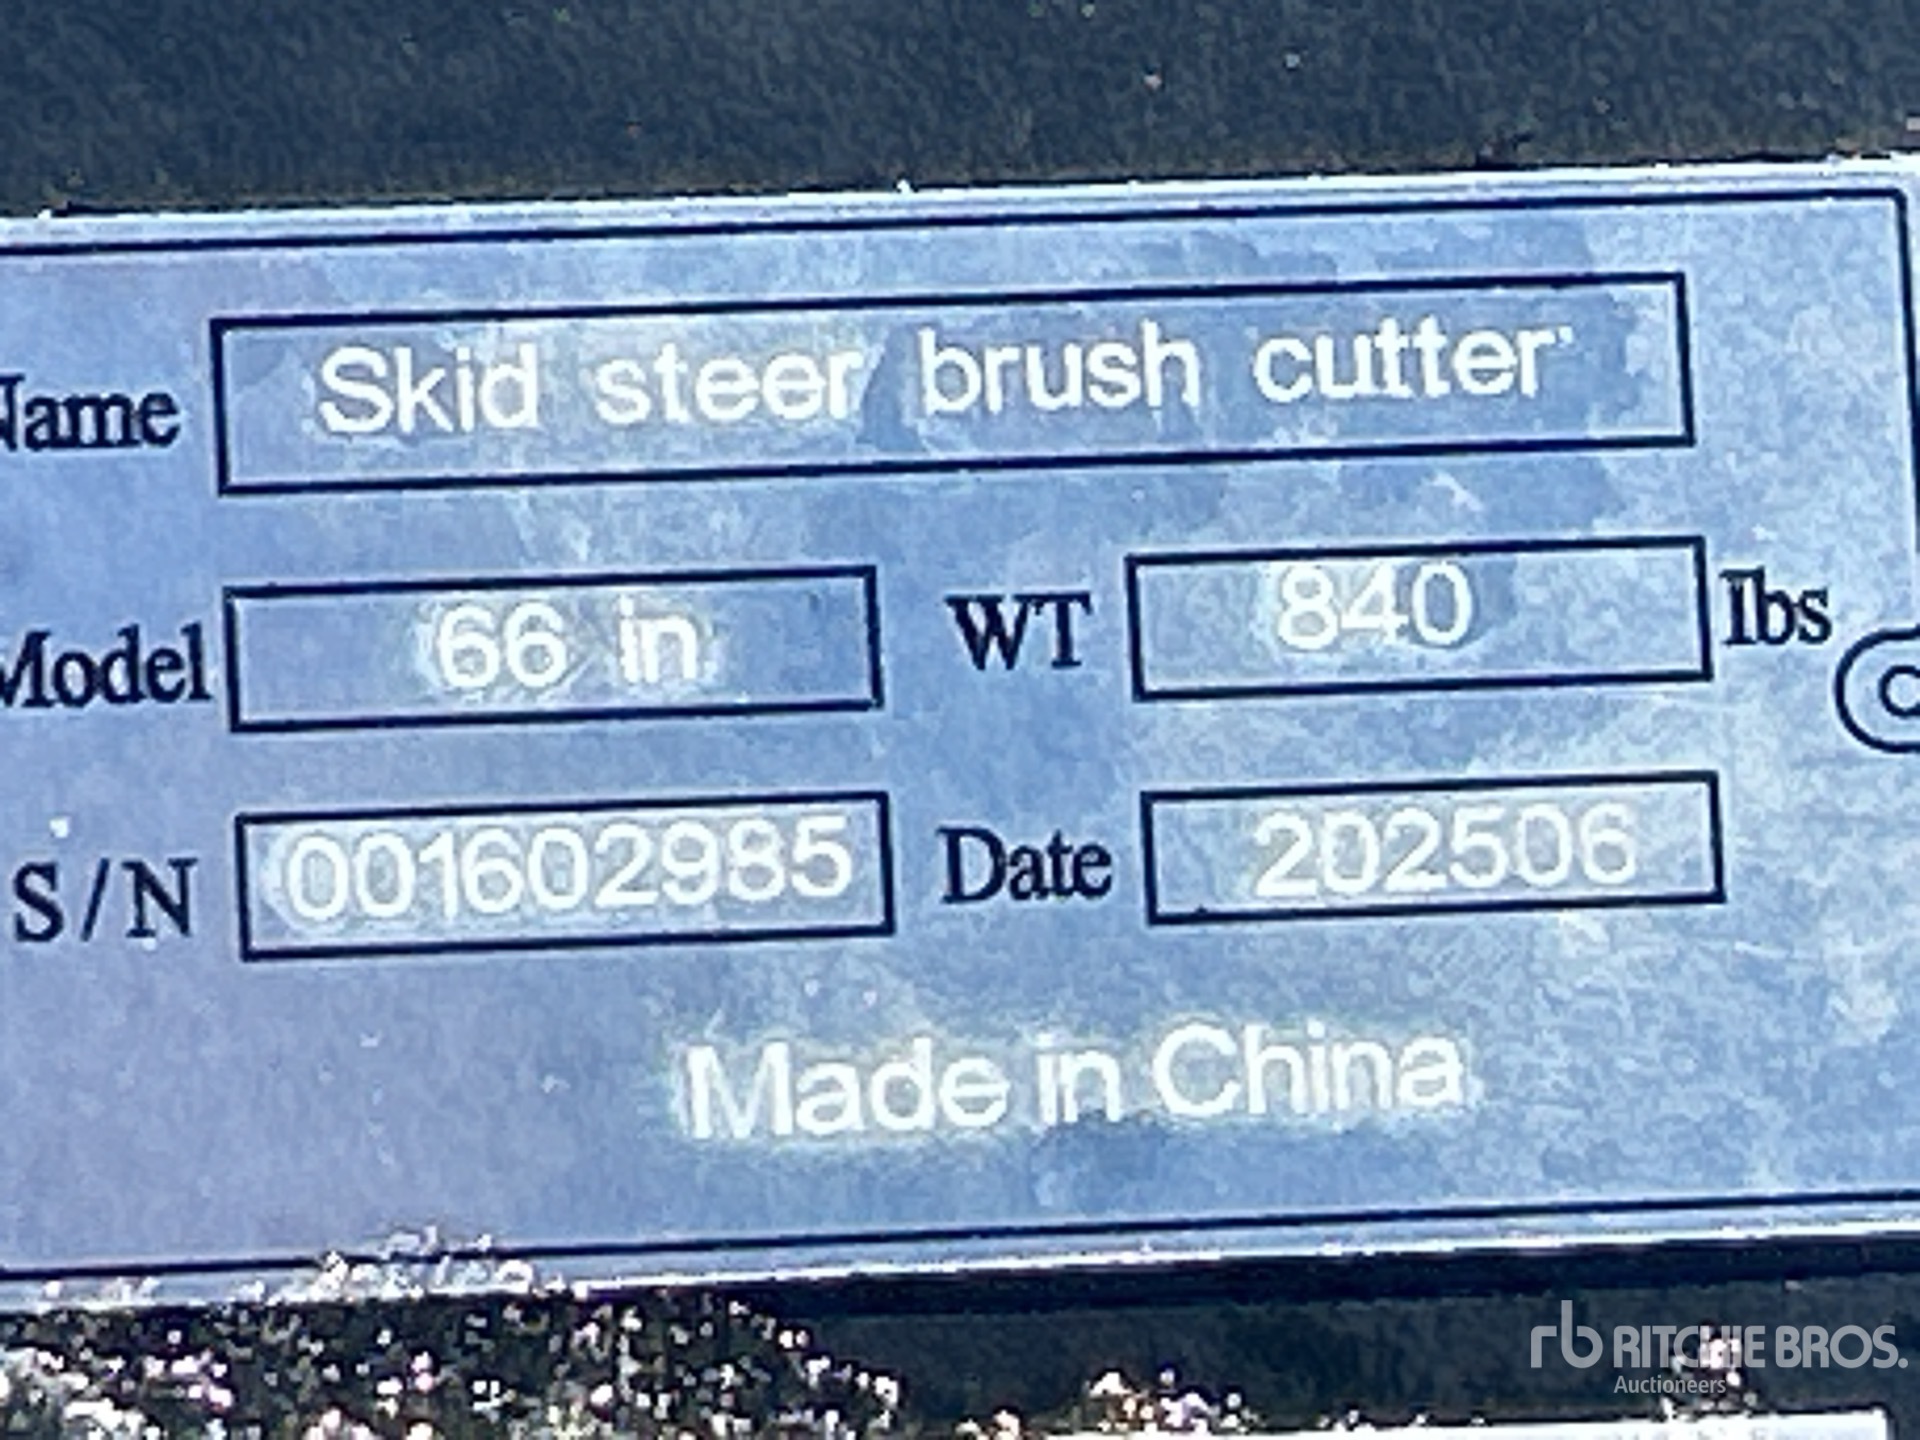 Name Skid steer brush cutter
Model 66 in WT 840 lbs
S/N 001602985 Date 202506
Made in China
rb RITCHIE BROS.
Auctioneers